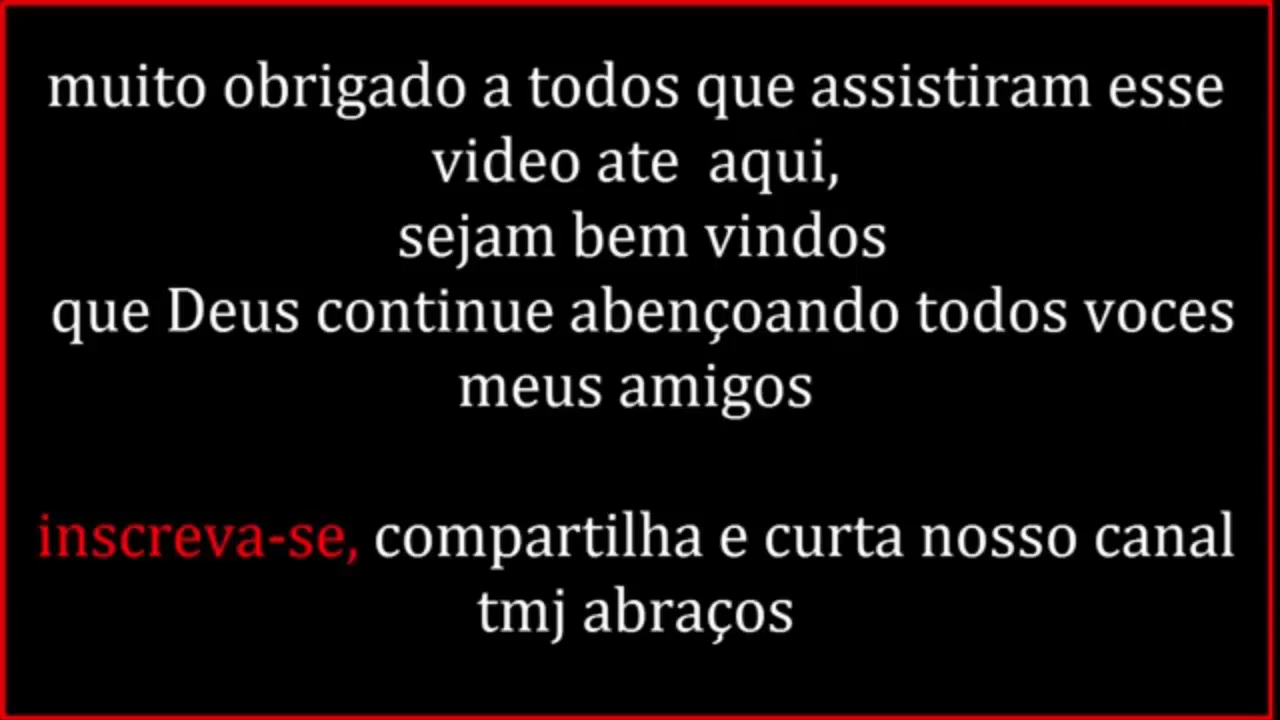 muito obrigado a todos que assistiram esse
video ate aqui,
sejam bem vindos
que Deus continue abençoando todos voces
meus amigos
inscreva-se, compartilha e curta nosso canal
tmj abraços